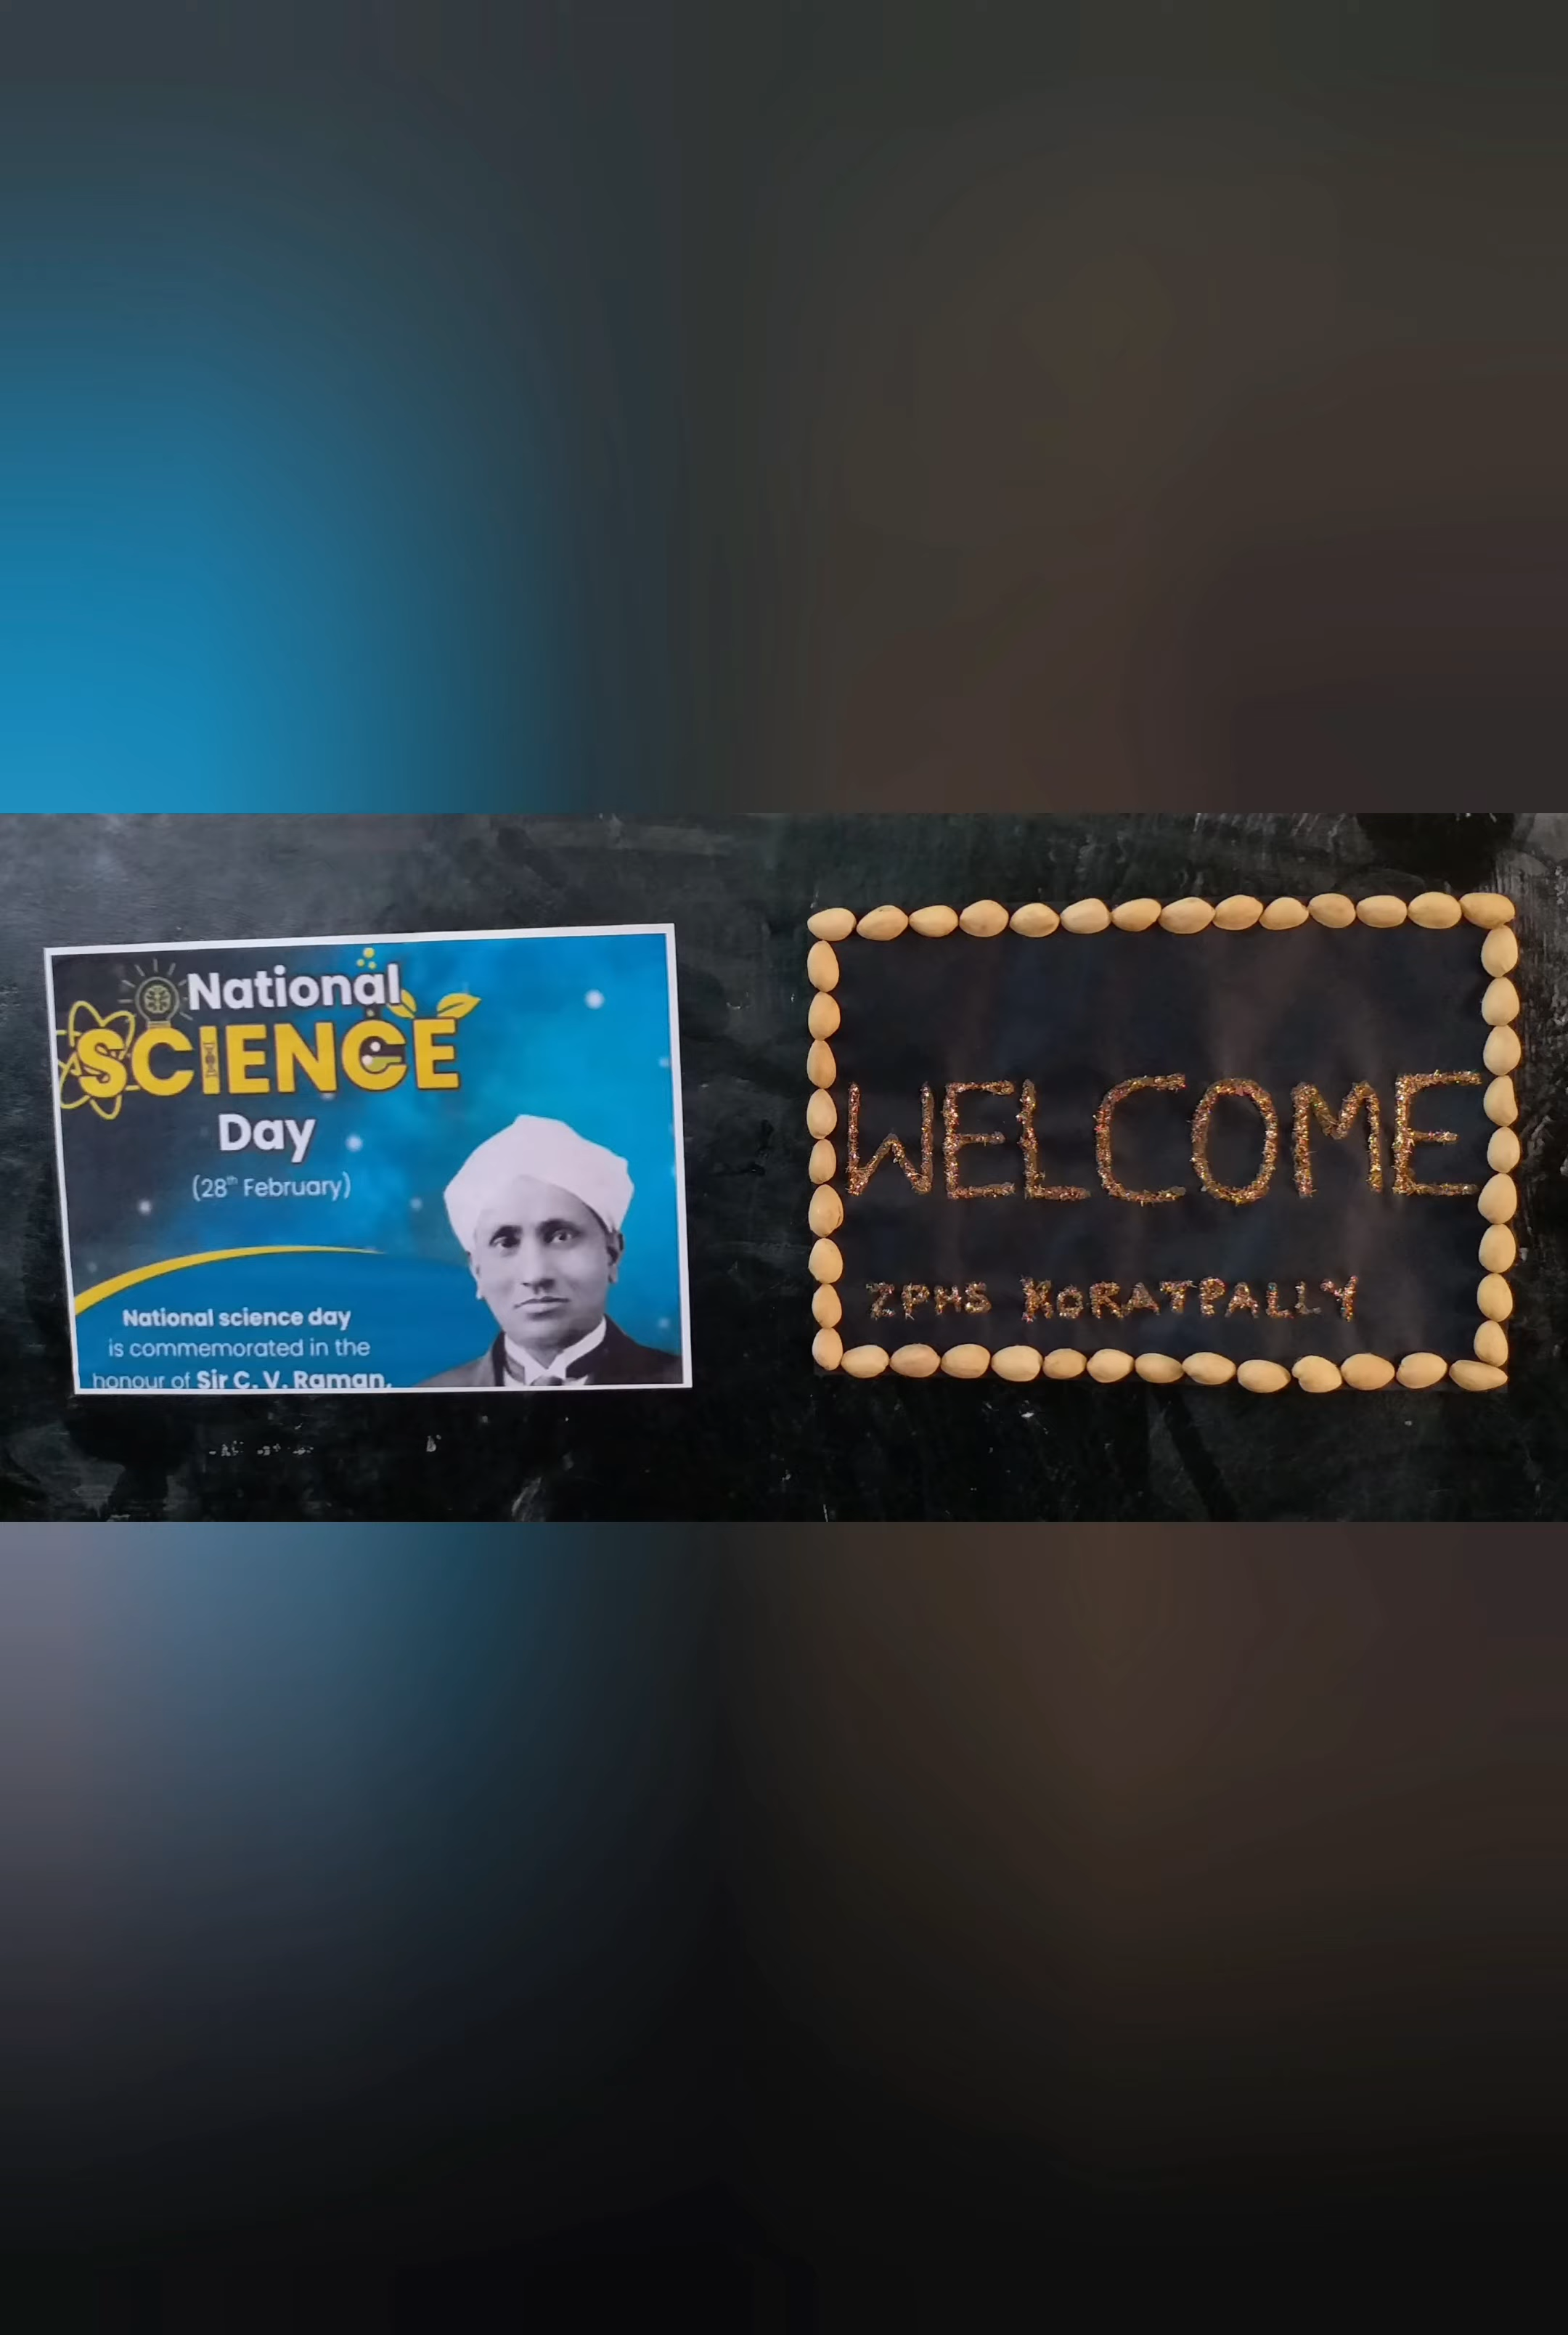 National
SCIENCE
Day
(28th February)
National science day
is commemorated in the
honour of Sir C. V. Raman.
WELCOME
ZPHS KORATPALLY